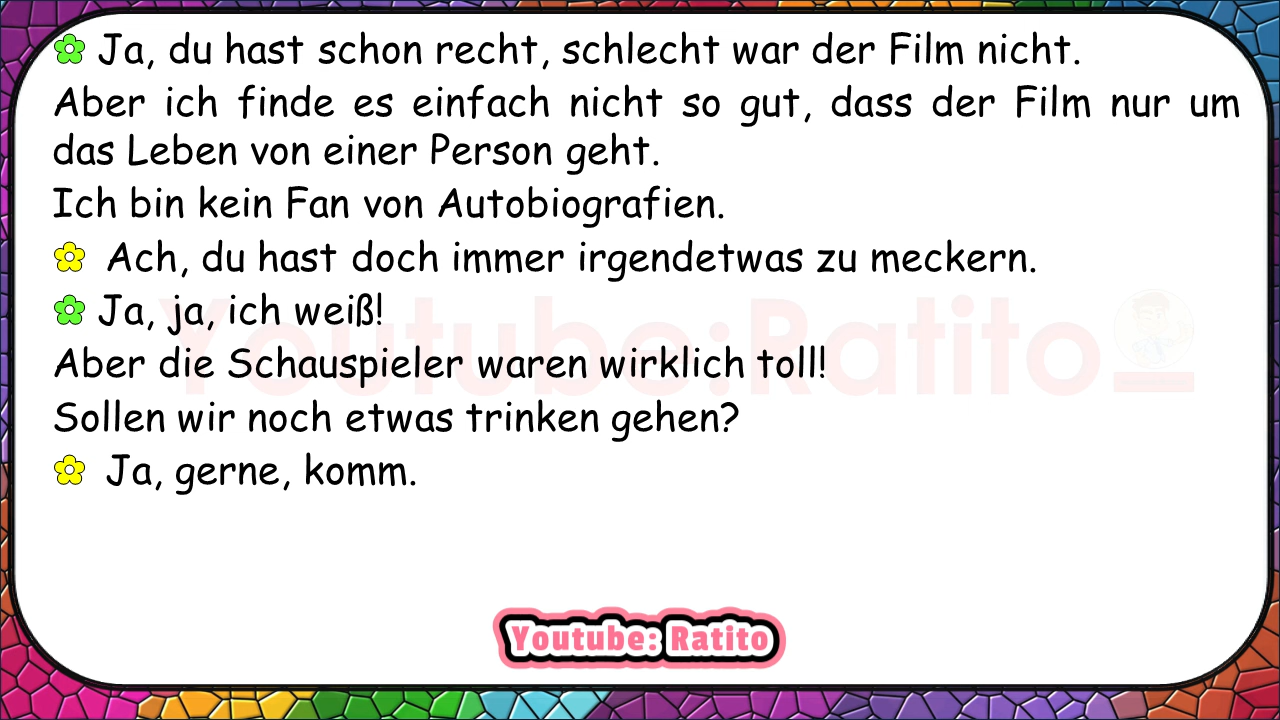 Ja, du hast schon recht, schlecht war der Film nicht.
Aber ich finde es einfach nicht so gut, dass der Film nur um
das Leben von einer Person geht.
Ich bin kein Fan von Autobiografien.
Ach, du hast doch immer irgendetwas zu meckern.
Ja, ja, ich weiß!
Youtube:Ratito
Aber die Schauspieler waren wirklich toll!
Sollen wir noch etwas trinken gehen?
Ja, gerne, komm.
Youtube: Ratito